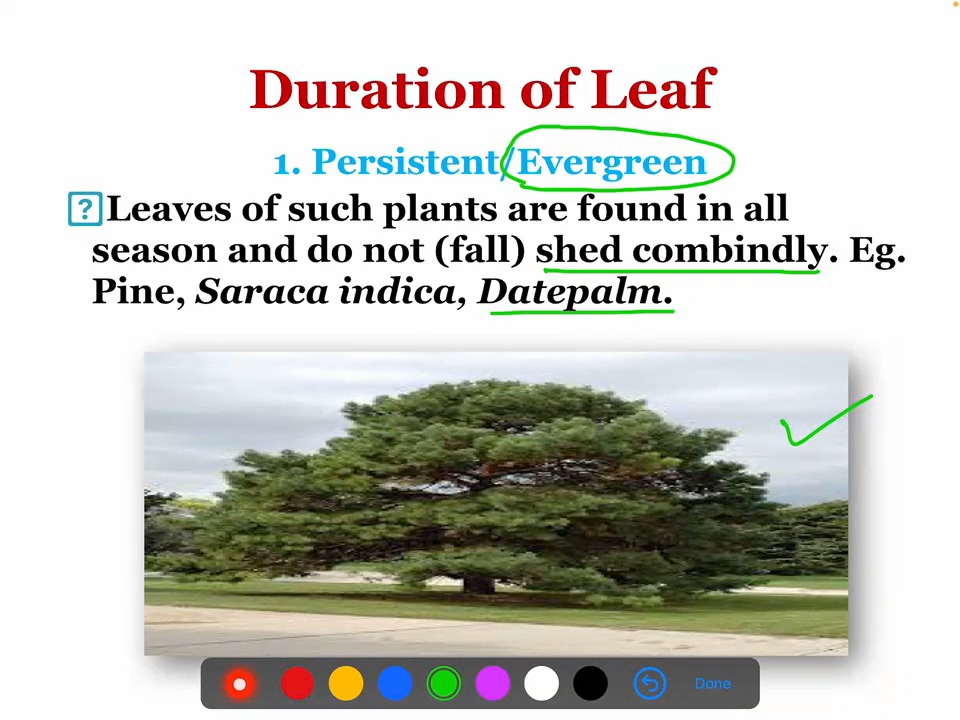 Duration of Leaf
1. Persistent/Evergreen
Leaves of such plants are found in all
season and do not (fall) shed combindly. Eg.
Pine, Saraca indica, Datepalm.
Done